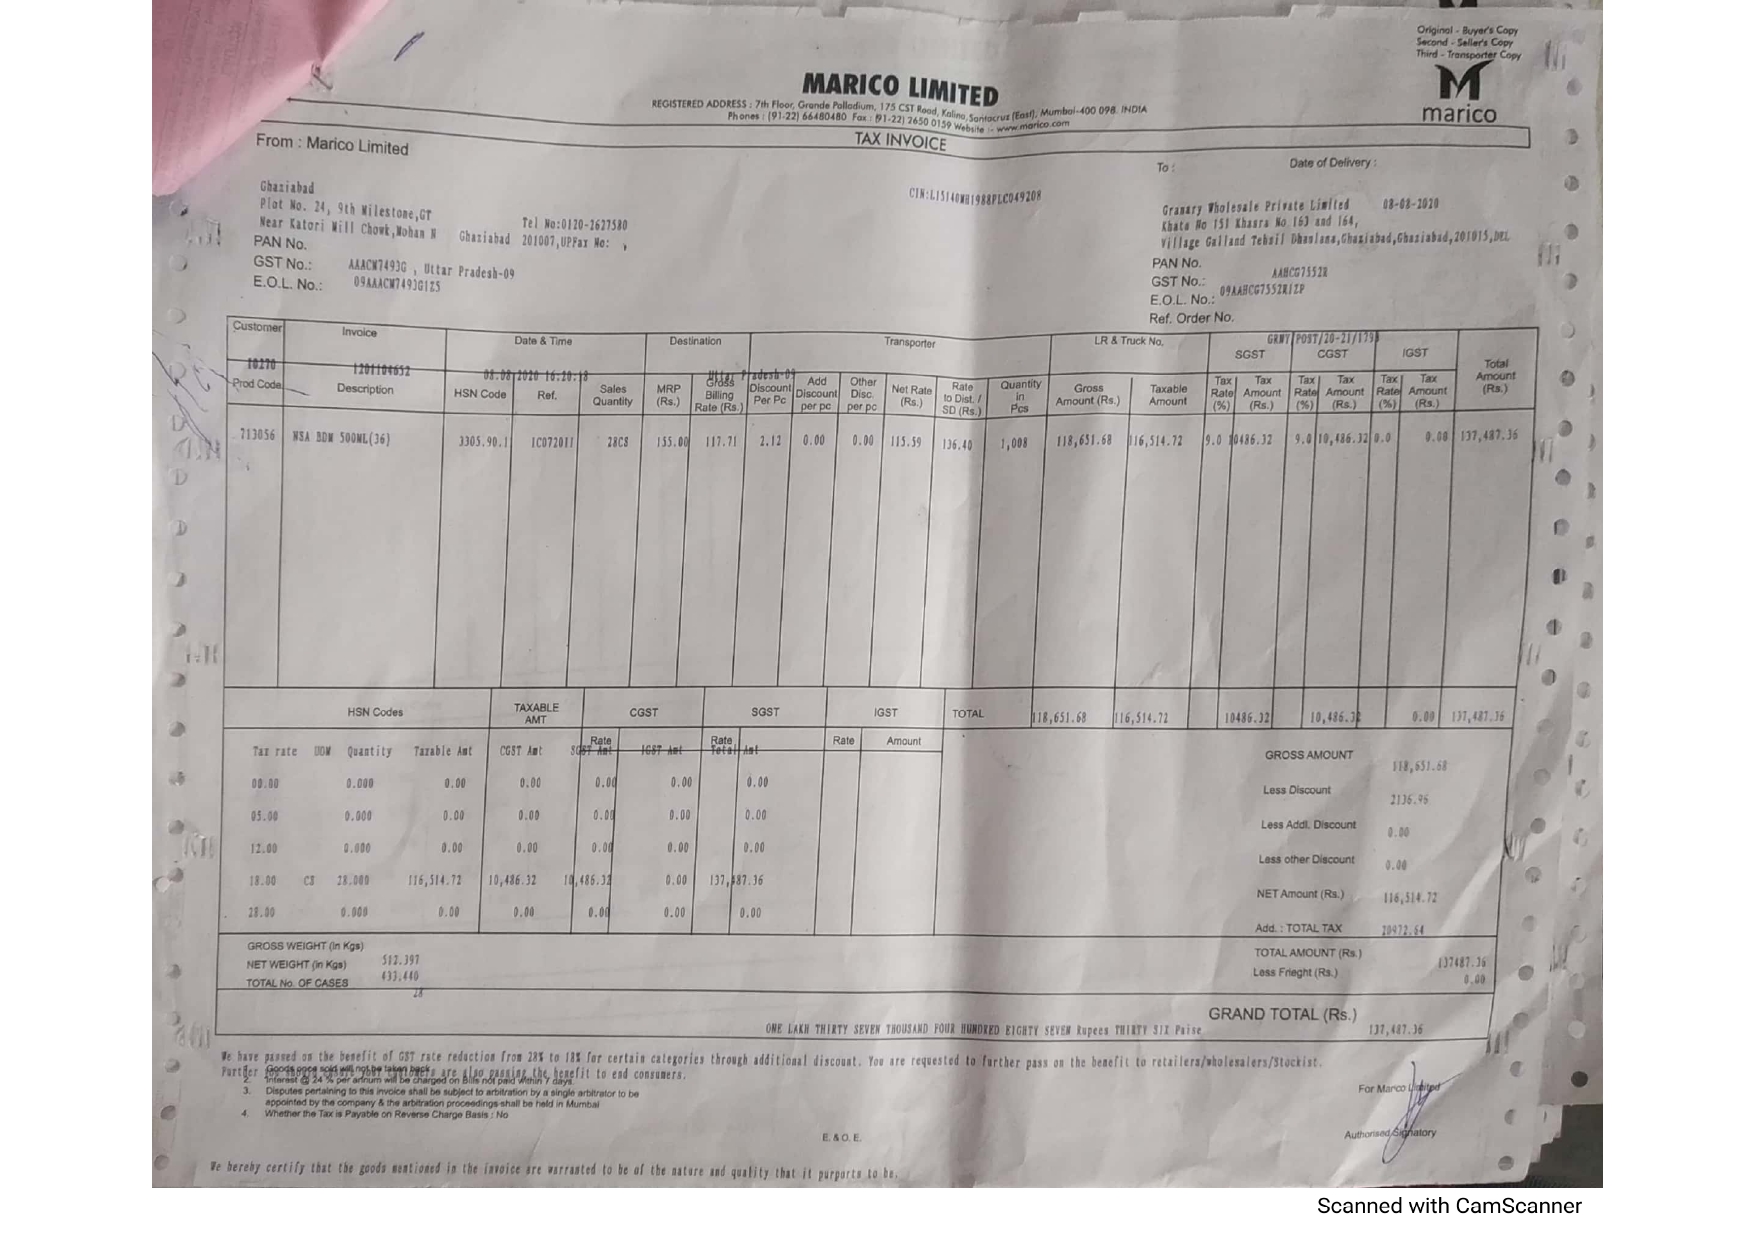 Original - Buyer's Copy
Second - Seller's Copy
Third - Transporter Copy
marico
MARICO LIMITED
REGISTERED ADDRESS : 7th Floor, Grande Palladium, 175 CST Road, Kalina, Santacruz (East), Mumbai-400 098. INDIA
Phones : (91-22) 66480480 Fax : (91-22) 2650 0159 Website :- www.marico.com
TAX INVOICE
From : Marico Limited
To :
Date of Delivery :
CIN:L15140MH1988PLC049208
Ghaziabad
Plot No. 24, 9th Milestone,GT
Near Katori Mill Chowk,Mohan N
Tel No:0120-2627580
Ghaziabad 201007,UPFax No: ,
Granary Wholesale Private Limited 08-08-2020
Khata No 151 Khasra No 163 and 164,
Village Galland Tehsil Dhaulana,Ghaziabad,Ghaziabad,201015,DEL
PAN No.
GST No.: AAACM7493G , Uttar Pradesh-09
E.O.L. No.: 09AAACM7493G1Z5
PAN No.
GST No.: AABCG7552R
E.O.L. No.: 09AABCG7552R1ZP
Ref. Order No.
GRNY/POST/20-21/179
Customer Invoice Date & Time Destination Transporter LR & Truck No. SGST CGST IGST Total Amount (Rs.)
10270 1201104652 08.08.2020 16:20:18 Uttar Pradesh-09
Prod Code Description HSN Code Ref. Sales Quantity MRP (Rs.) Gross Billing Rate (Rs.) Discount Per Pc Add Discount per pc Other Disc. per pc Net Rate (Rs.) Rate to Dist. / SD (Rs.) Quantity in Pcs Gross Amount (Rs.) Taxable Amount Tax Rate (%) Tax Amount (Rs.) Tax Rate (%) Tax Amount (Rs.) Tax Rate (%) Tax Amount (Rs.)
713056 NSA BDM 500ML(36) 3305.90.1 1C072011 28CS 155.00 117.71 2.12 0.00 0.00 115.59 136.40 1,008 118,651.68 116,514.72 9.0 10486.32 9.0 10,486.32 0.0 0.00 137,487.36
HSN Codes TAXABLE AMT CGST SGST IGST TOTAL 118,651.68 116,514.72 10486.32 10,486.32 0.00 137,487.36
Rate Rate Rate Amount
Tax rate UOM Quantity Taxable Amt CGST Amt SGST Amt IGST Amt Total Amt
00.00 0.000 0.00 0.00 0.00 0.00 0.00
05.00 0.000 0.00 0.00 0.00 0.00 0.00
12.00 0.000 0.00 0.00 0.00 0.00 0.00
18.00 CS 28.000 116,514.72 10,486.32 10,486.32 0.00 137,487.36
28.00 0.000 0.00 0.00 0.00 0.00 0.00
GROSS AMOUNT 118,651.68
Less Discount 2136.96
Less Addl. Discount 0.00
Less other Discount 0.00
NET Amount (Rs.) 116,514.72
Add. : TOTAL TAX 20972.64
GROSS WEIGHT (in Kgs) 512.397
NET WEIGHT (in Kgs) 433.440
TOTAL No. OF CASES 28
TOTAL AMOUNT (Rs.) 137487.36
Less Frieght (Rs.) 0.00
GRAND TOTAL (Rs.) 137,487.36
ONE LAKH THIRTY SEVEN THOUSAND FOUR HUNDRED EIGHTY SEVEN Rupees THIRTY SIX Paise
We have passed on the benefit of GST rate reduction from 28% to 18% for certain categories through additional discount. You are requested to further pass on the benefit to retailers/wholesalers/Stockist.
Goods once sold will not be taken back
are also passing the benefit to end consumers.
2. Interest @ 24 % per annum will be charged on Bills not paid within 7 days.
3. Disputes pertaining to this invoice shall be subject to arbitration by a single arbitrator to be
appointed by the company & the arbitration proceedings shall be held in Mumbai
4. Whether the Tax is Payable on Reverse Charge Basis : No
For Marco Limited
Authorised Signatory
E. & O. E.
We hereby certify that the goods mentioned in the invoice are warranted to be of the nature and quality that it purports to be.
Scanned with CamScanner